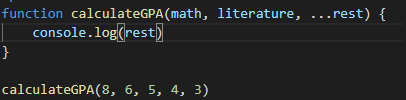 function calculateGPA(math, literature, ...rest) {
    console.log(rest)
}
calculateGPA(8, 6, 5, 4, 3)